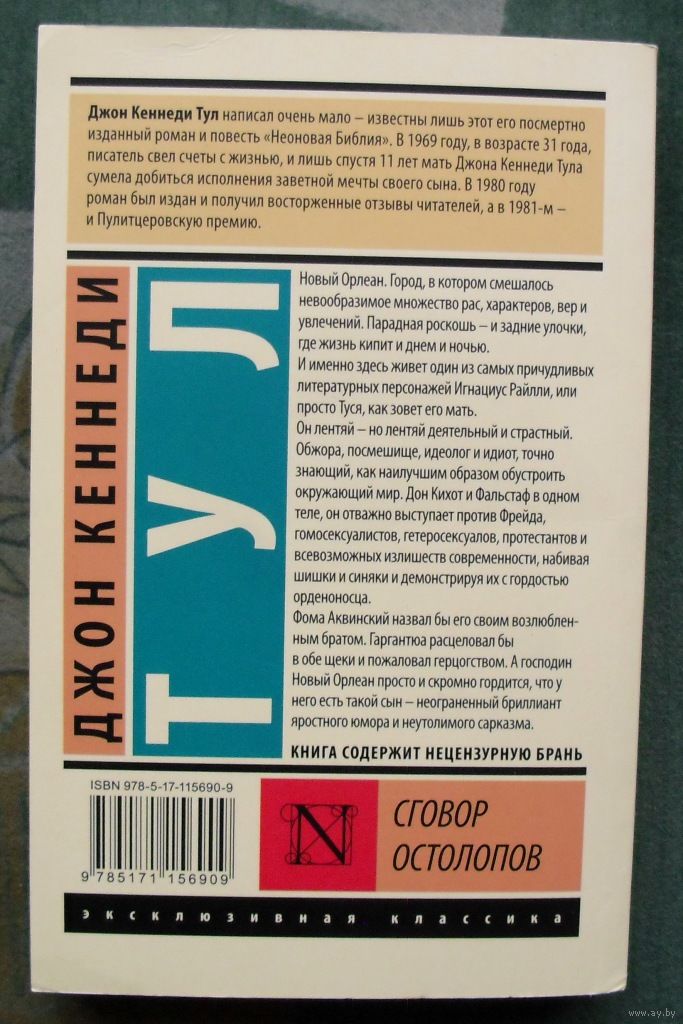 Джон Кеннеди Тул написал очень мало – известны лишь этот его посмертно
изданный роман и повесть «Неоновая Библия». В 1969 году, в возрасте 31 года,
писатель свел счеты с жизнью, и лишь спустя 11 лет мать Джона Кеннеди Тула
сумела добиться исполнения заветной мечты своего сына. В 1980 году
роман был издан и получил восторженные отзывы читателей, а в 1981-м –
и Пулитцеровскую премию.
ДЖОН КЕННЕДИ
ТУЛ
Новый Орлеан. Город, в котором смешалось
невообразимое множество рас, характеров, вер и
увлечений. Парадная роскошь – и задние улочки,
где жизнь кипит и днем и ночью.
И именно здесь живет один из самых причудливых
литературных персонажей Игнациус Райлли, или
просто Туся, как зовет его мать.
Он лентяй – но лентяй деятельный и страстный.
Обжора, посмешище, идеолог и идиот, точно
знающий, как наилучшим образом обустроить
окружающий мир. Дон Кихот и Фальстаф в одном
теле, он отважно выступает против Фрейда,
гомосексуалистов, гетеросексуалов, протестантов и
всевозможных излишеств современности, набивая
шишки и синяки и демонстрируя их с гордостью
орденоносца.
Фома Аквинский назвал бы его своим возлюблен-
ным братом. Гаргантюа расцеловал бы
в обе щеки и пожаловал герцогством. А господин
Новый Орлеан просто и скромно гордится, что у
него есть такой сын – неограненный бриллиант
яростного юмора и неутолимого сарказма.
КНИГА СОДЕРЖИТ НЕЦЕНЗУРНУЮ БРАНЬ
ISBN 978-5-17-115690-9
9 785171 156909
N
СГОВОР
ОСТОЛОПОВ
эксклюзивная классика
www.ay.by